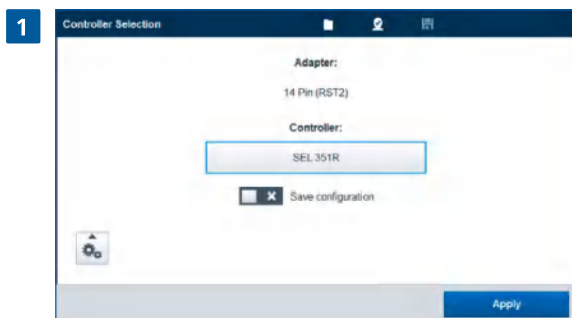 1
Controller Selection
Adapter:
14 Pin (RST2)
Controller:
SEL 351R
Save configuration
Apply